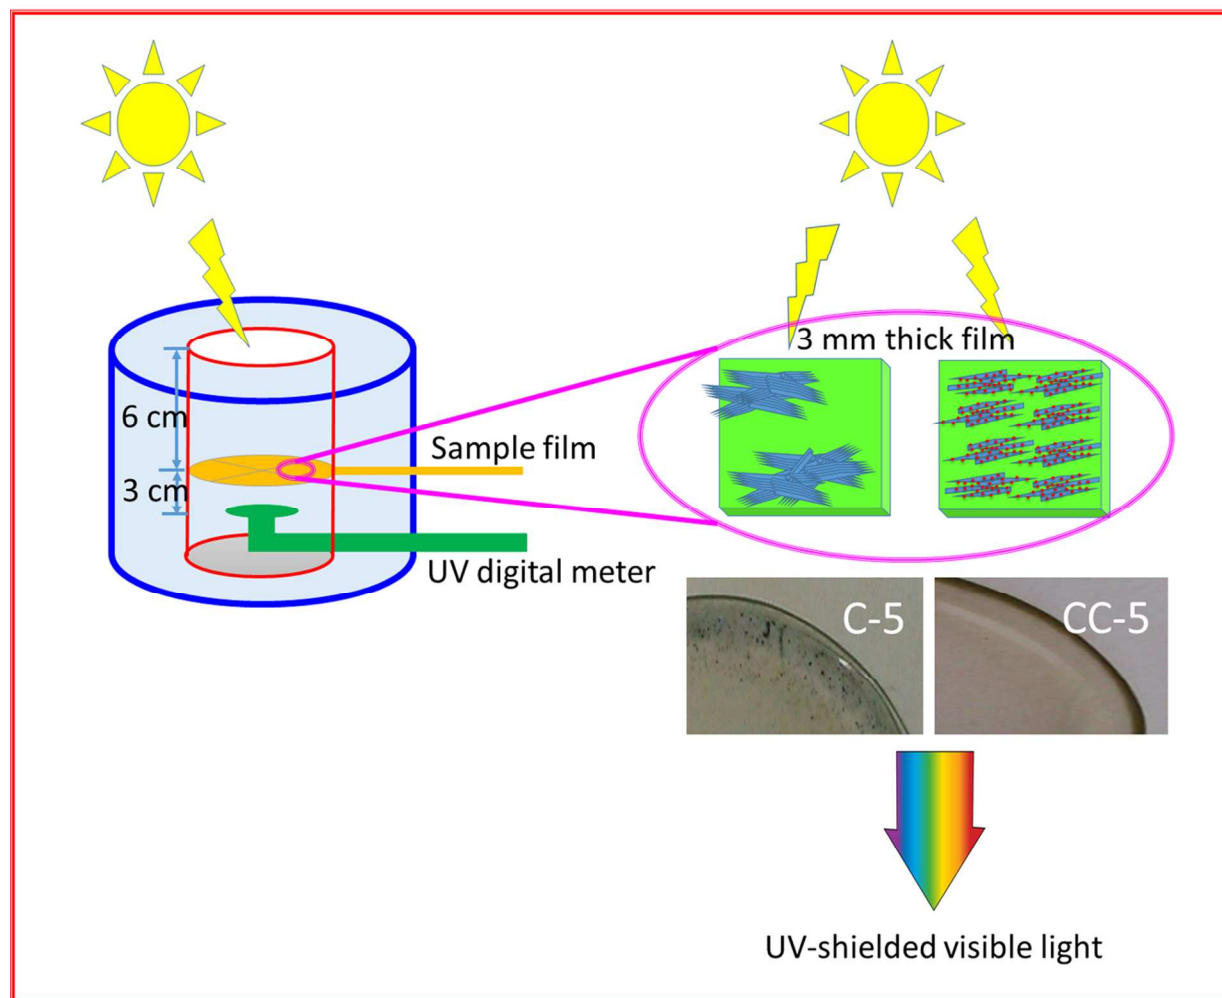 3 mm thick film
6 cm
Sample film
3 cm
UV digital meter
C-5
CC-5
UV-shielded visible light